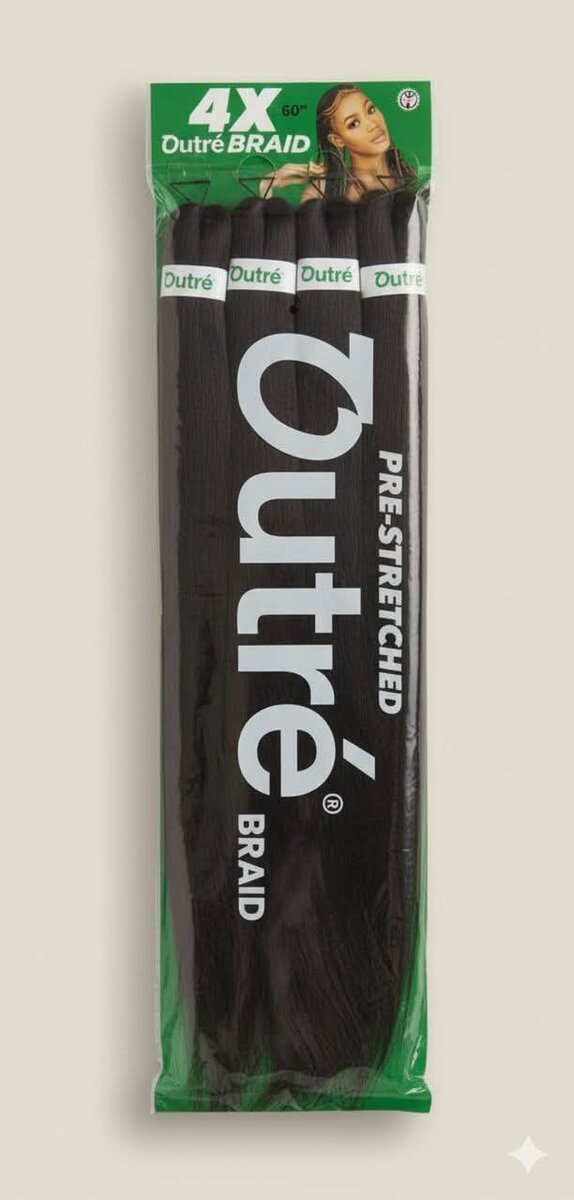 4X 60"
Outré BRAID
Outré
Outré
Outré
Outré
Outré®
BRAID
PRE-STRETCHED